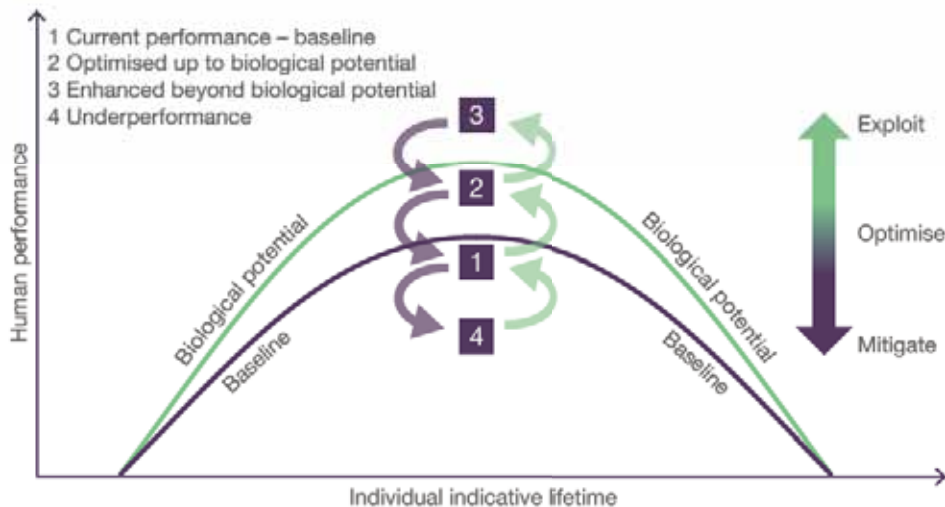 1 Current performance – baseline
2 Optimised up to biological potential
3 Enhanced beyond biological potential
4 Underperformance
3
2
1
4
Exploit
Optimise
Mitigate
Human performance
Biological potential
Baseline
Biological potential
Baseline
Individual indicative lifetime